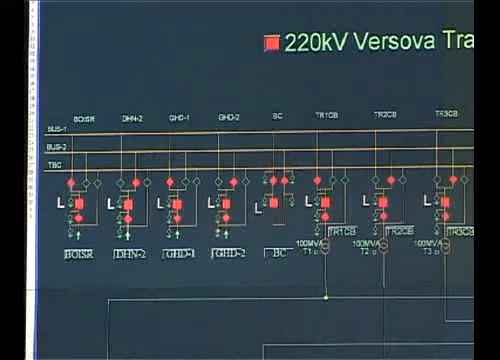 220kV Versova Tra
BOISR DHN-2 GHD-1 GHD-2 BC TR1CB TR2CB TR3CB
BUS-1
BUS-2
TBC
L L L L L L L L
TR1CB TR2CB TR3CB
100MVA 100MVA 100MVA
T1 T2 T3
BOISR DHN-2 GHD-1 GHD-2 BC